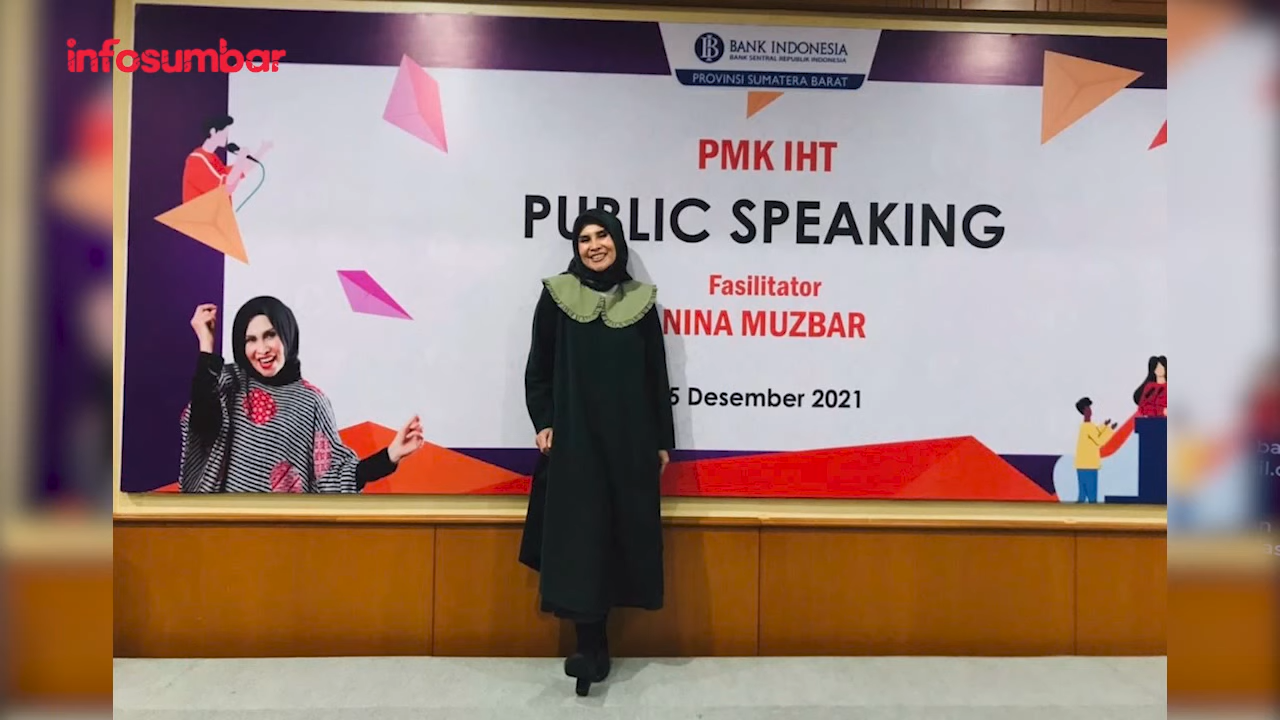 infosumbar
BANK INDONESIA
BANK SENTRAL REPUBLIK INDONESIA
PROVINSI SUMATERA BARAT
PMK IHT
PUBLIC SPEAKING
Fasilitator
NINA MUZBAR
5 Desember 2021